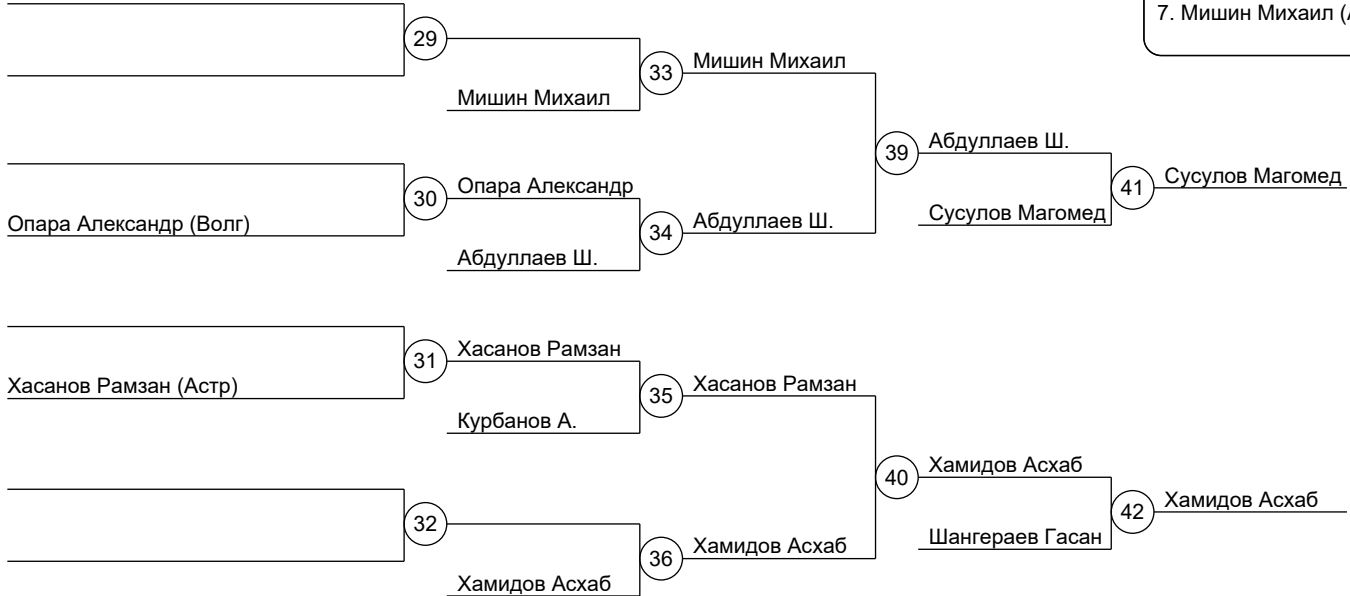 7. Мишин Михаил (
29
33
Мишин Михаил
Мишин Михаил
39
Абдуллаев Ш.
41
Сусулов Магомед
30
Опара Александр
Опара Александр (Волг)
34
Абдуллаев Ш.
Сусулов Магомед
Абдуллаев Ш.
31
Хасанов Рамзан
Хасанов Рамзан (Астр)
35
Хасанов Рамзан
Курбанов А.
40
Хамидов Асхаб
42
Хамидов Асхаб
32
Шангераев Гасан
36
Хамидов Асхаб
Хамидов Асхаб